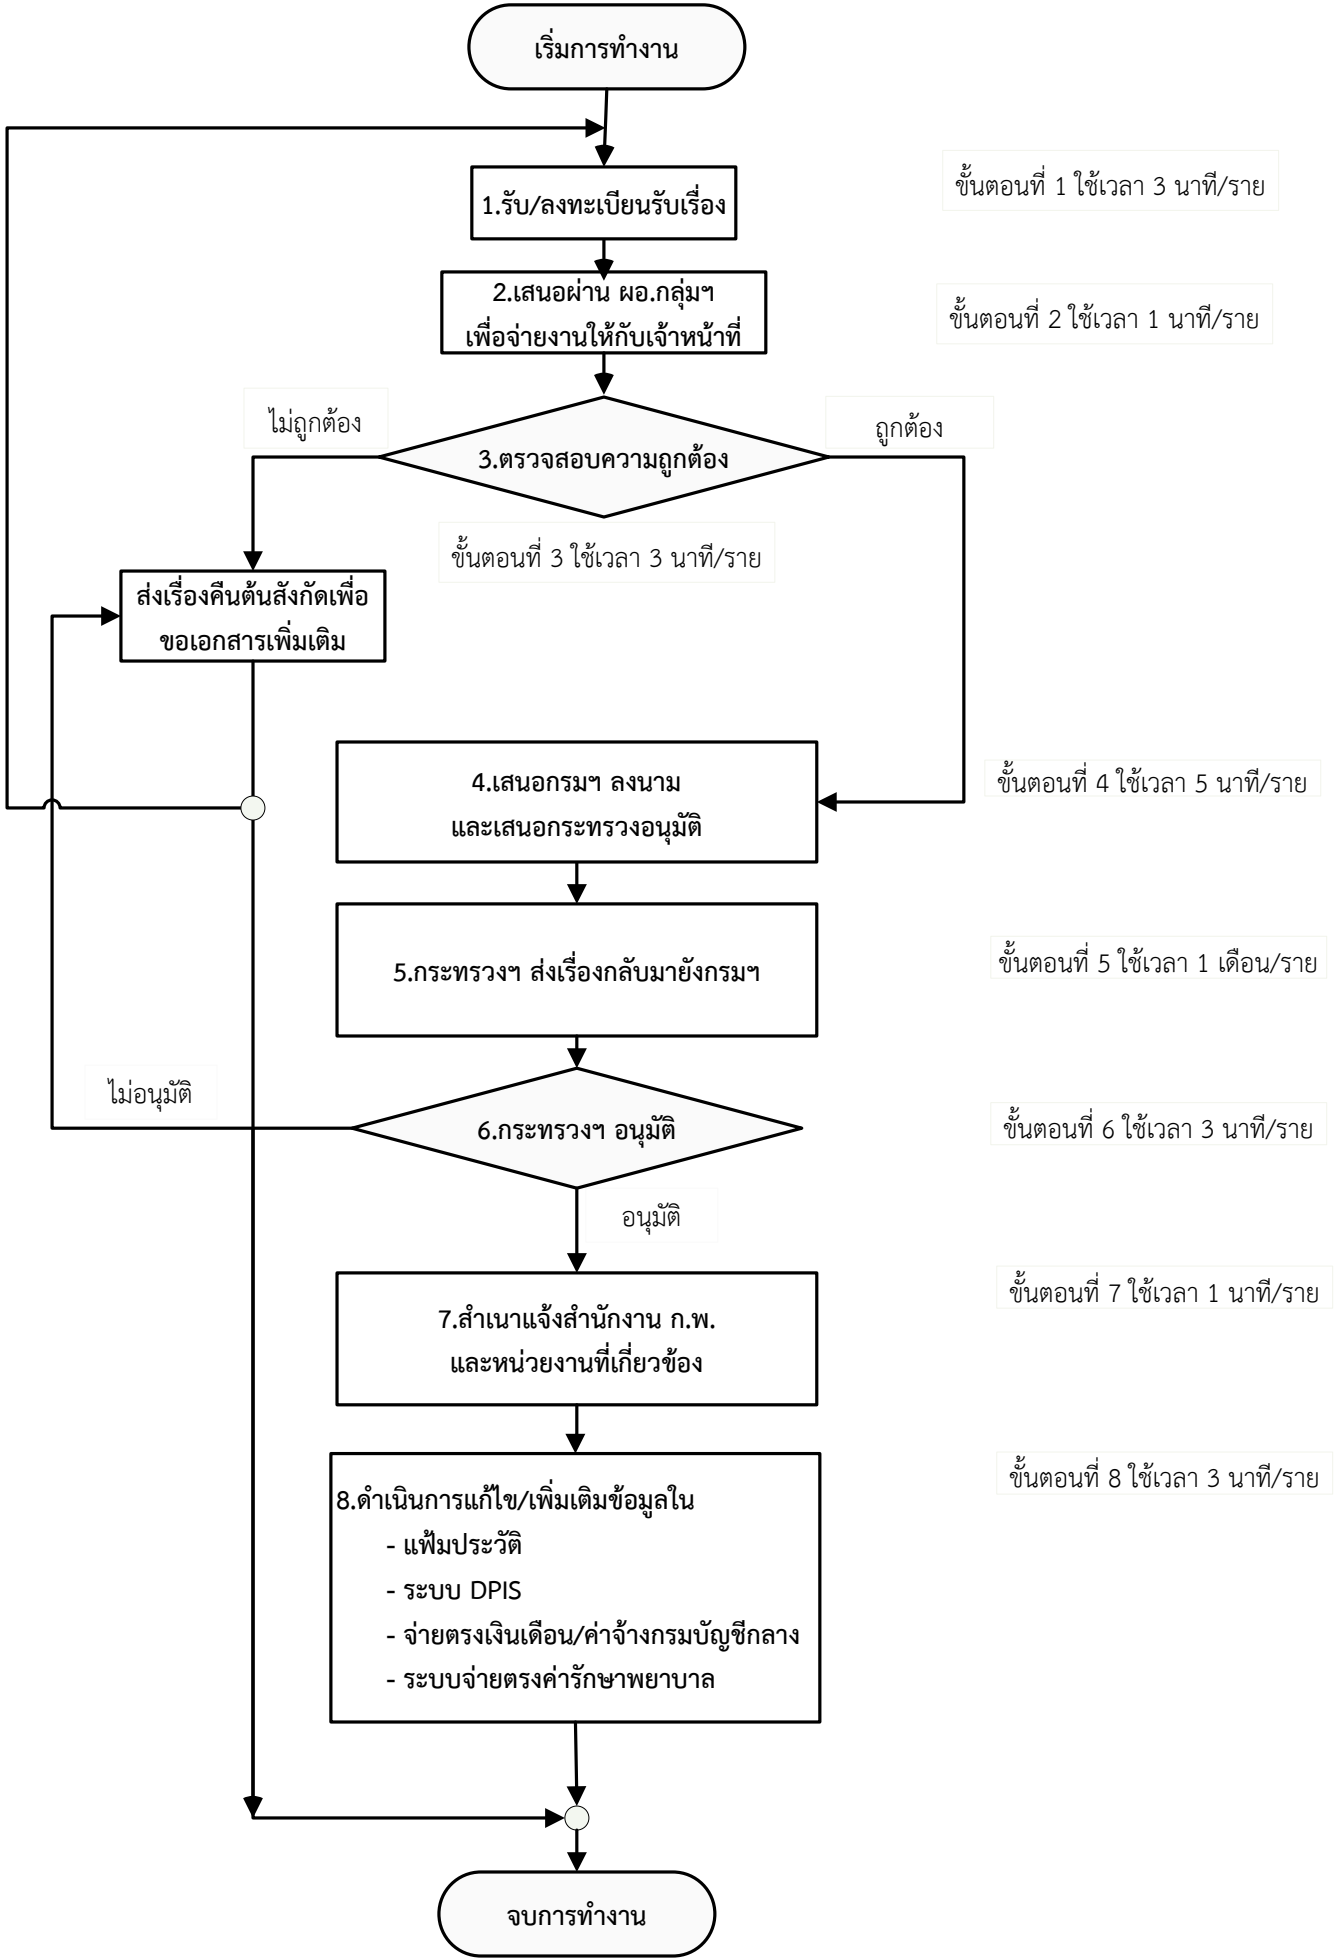 เริ่มการทำงาน
1.รับ/ลงทะเบียนรับเรื่อง
ขั้นตอนที่ 1 ใช้เวลา 3 นาที/ราย
2.เสนอผ่าน ผอ.กลุ่มฯ
เพื่อจ่ายงานให้กับเจ้าหน้าที่
ขั้นตอนที่ 2 ใช้เวลา 1 นาที/ราย
ไม่ถูกต้อง
ถูกต้อง
3.ตรวจสอบความถูกต้อง
ขั้นตอนที่ 3 ใช้เวลา 3 นาที/ราย
ส่งเรื่องคืนต้นสังกัดเพื่อ
ขอเอกสารเพิ่มเติม
4.เสนอกรมฯ ลงนาม
และเสนอกระทรวงอนุมัติ
ขั้นตอนที่ 4 ใช้เวลา 5 นาที/ราย
5.กระทรวงฯ ส่งเรื่องกลับมายังกรมฯ
ขั้นตอนที่ 5 ใช้เวลา 1 เดือน/ราย
ไม่อนุมัติ
6.กระทรวงฯ อนุมัติ
ขั้นตอนที่ 6 ใช้เวลา 3 นาที/ราย
อนุมัติ
7.สำเนาแจ้งสำนักงาน ก.พ.
และหน่วยงานที่เกี่ยวข้อง
ขั้นตอนที่ 7 ใช้เวลา 1 นาที/ราย
8.ดำเนินการแก้ไข/เพิ่มเติมข้อมูลใน
- แฟ้มประวัติ
- ระบบ DPIS
- จ่ายตรงเงินเดือน/ค่าจ้างกรมบัญชีกลาง
- ระบบจ่ายตรงค่ารักษาพยาบาล
ขั้นตอนที่ 8 ใช้เวลา 3 นาที/ราย
จบการทำงาน